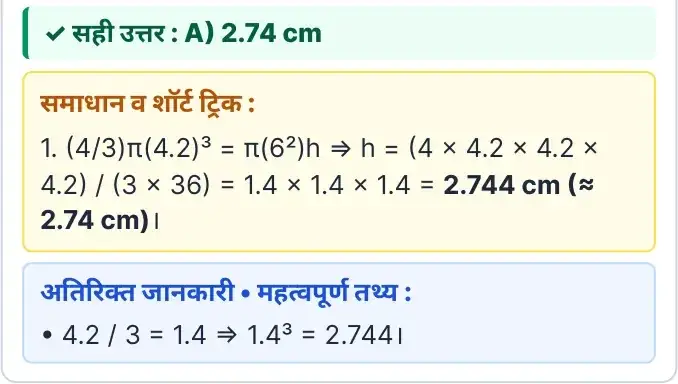 ✓ सही उत्तर : A) 2.74 cm
समाधान व शॉर्ट ट्रिक :
1. (4/3)π(4.2)³ = π(6²)h ⇒ h = (4 × 4.2 × 4.2 ×
4.2) / (3 × 36) = 1.4 × 1.4 × 1.4 = 2.744 cm (≈
2.74 cm)।
अतिरिक्त जानकारी • महत्वपूर्ण तथ्य :
• 4.2 / 3 = 1.4 ⇒ 1.4³ = 2.744।